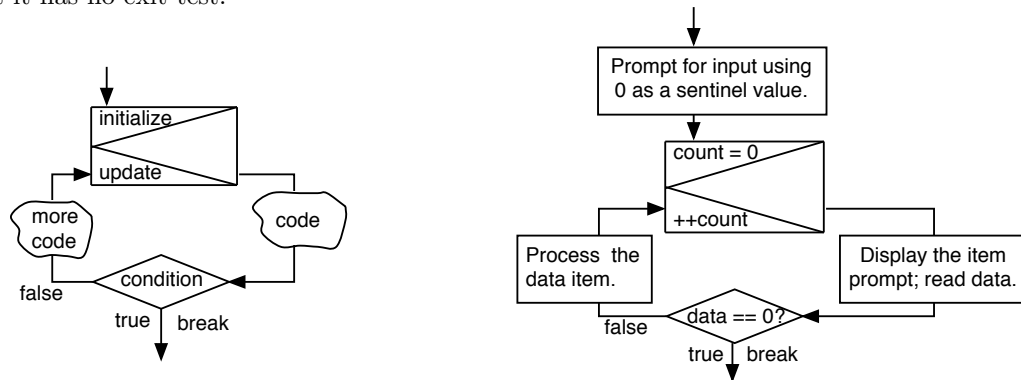 it has no exit test.
initialize
update
more
code
code
condition
false
true
break
Prompt for input using
0 as a sentinel value.
count = 0
++count
Process the
data item.
Display the item
prompt; read data.
data == 0?
false
true
break